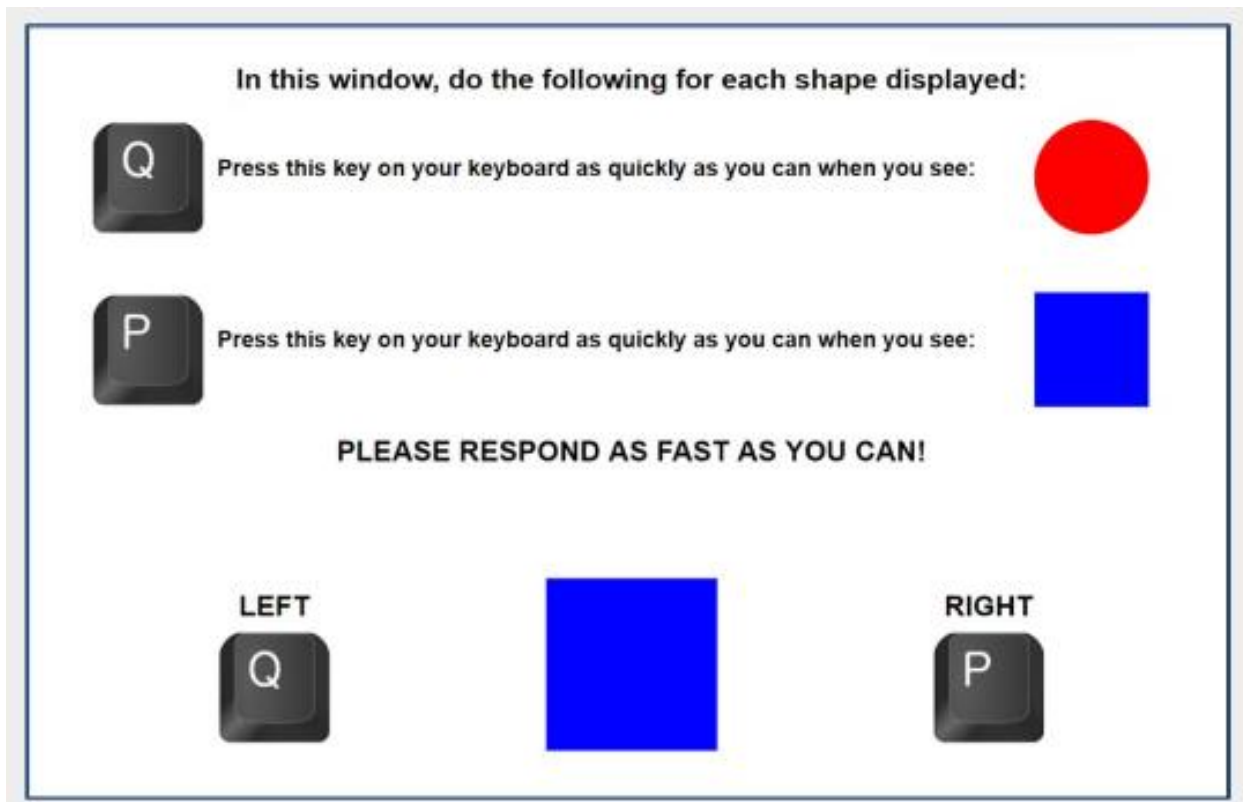 In this window, do the following for each shape displayed:
Q
Press this key on your keyboard as quickly as you can when you see:
P
Press this key on your keyboard as quickly as you can when you see:
PLEASE RESPOND AS FAST AS YOU CAN!
LEFT
RIGHT
Q
P